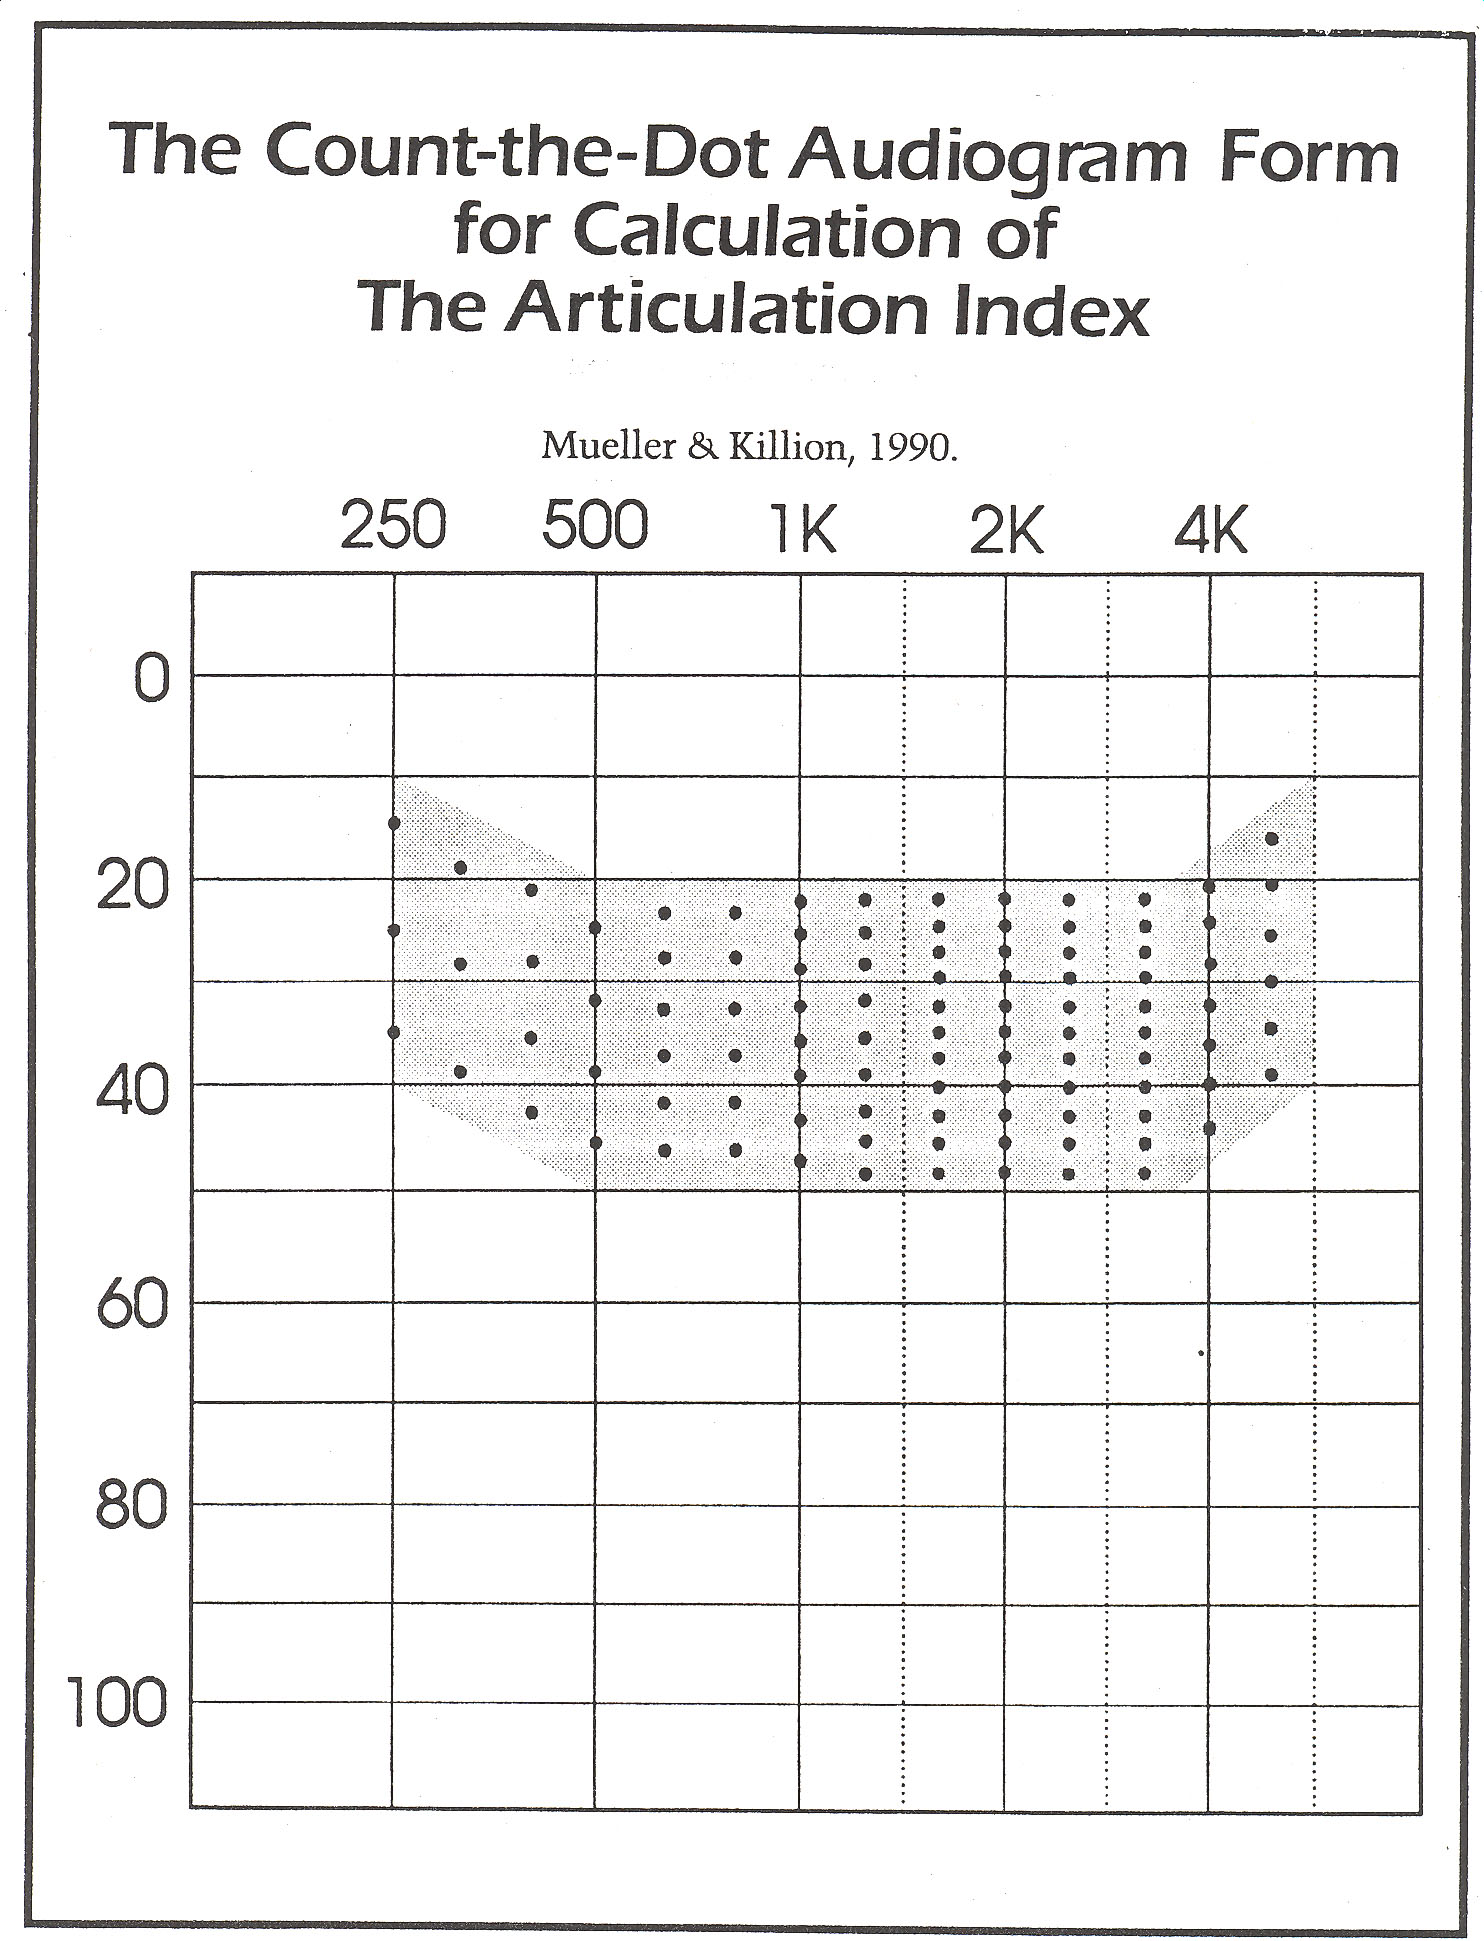 The Count-the-Dot Audiogram Form
for Calculation of
The Articulation Index
Mueller & Killion, 1990.
250 500 1K 2K 4K
0
20
40
60
80
100